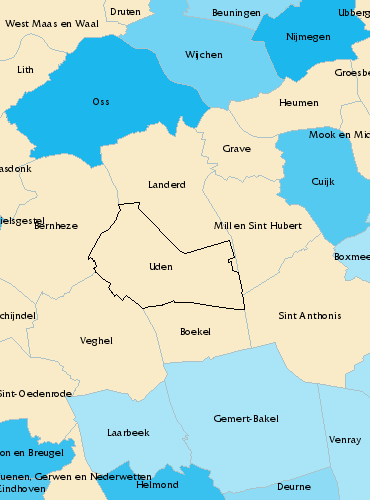 Druten
Beuningen
Ubberg
West Maas en Waal
Nijmegen
Wijchen
Lith
Groesbe
Oss
Heumen
Mook en Mid
Grave
asdonk
Landerd
Cuijk
ielsgestel
Bernheze
Mill en Sint Hubert
Boxmee
Uden
chijndel
Sint Anthonis
Boekel
Veghel
Sint-Oedenrode
Gemert-Bakel
Laarbeek
Venray
on en Breugel
uenen, Gerwen en Nederwetten
Eindhoven
Helmond
Deurne